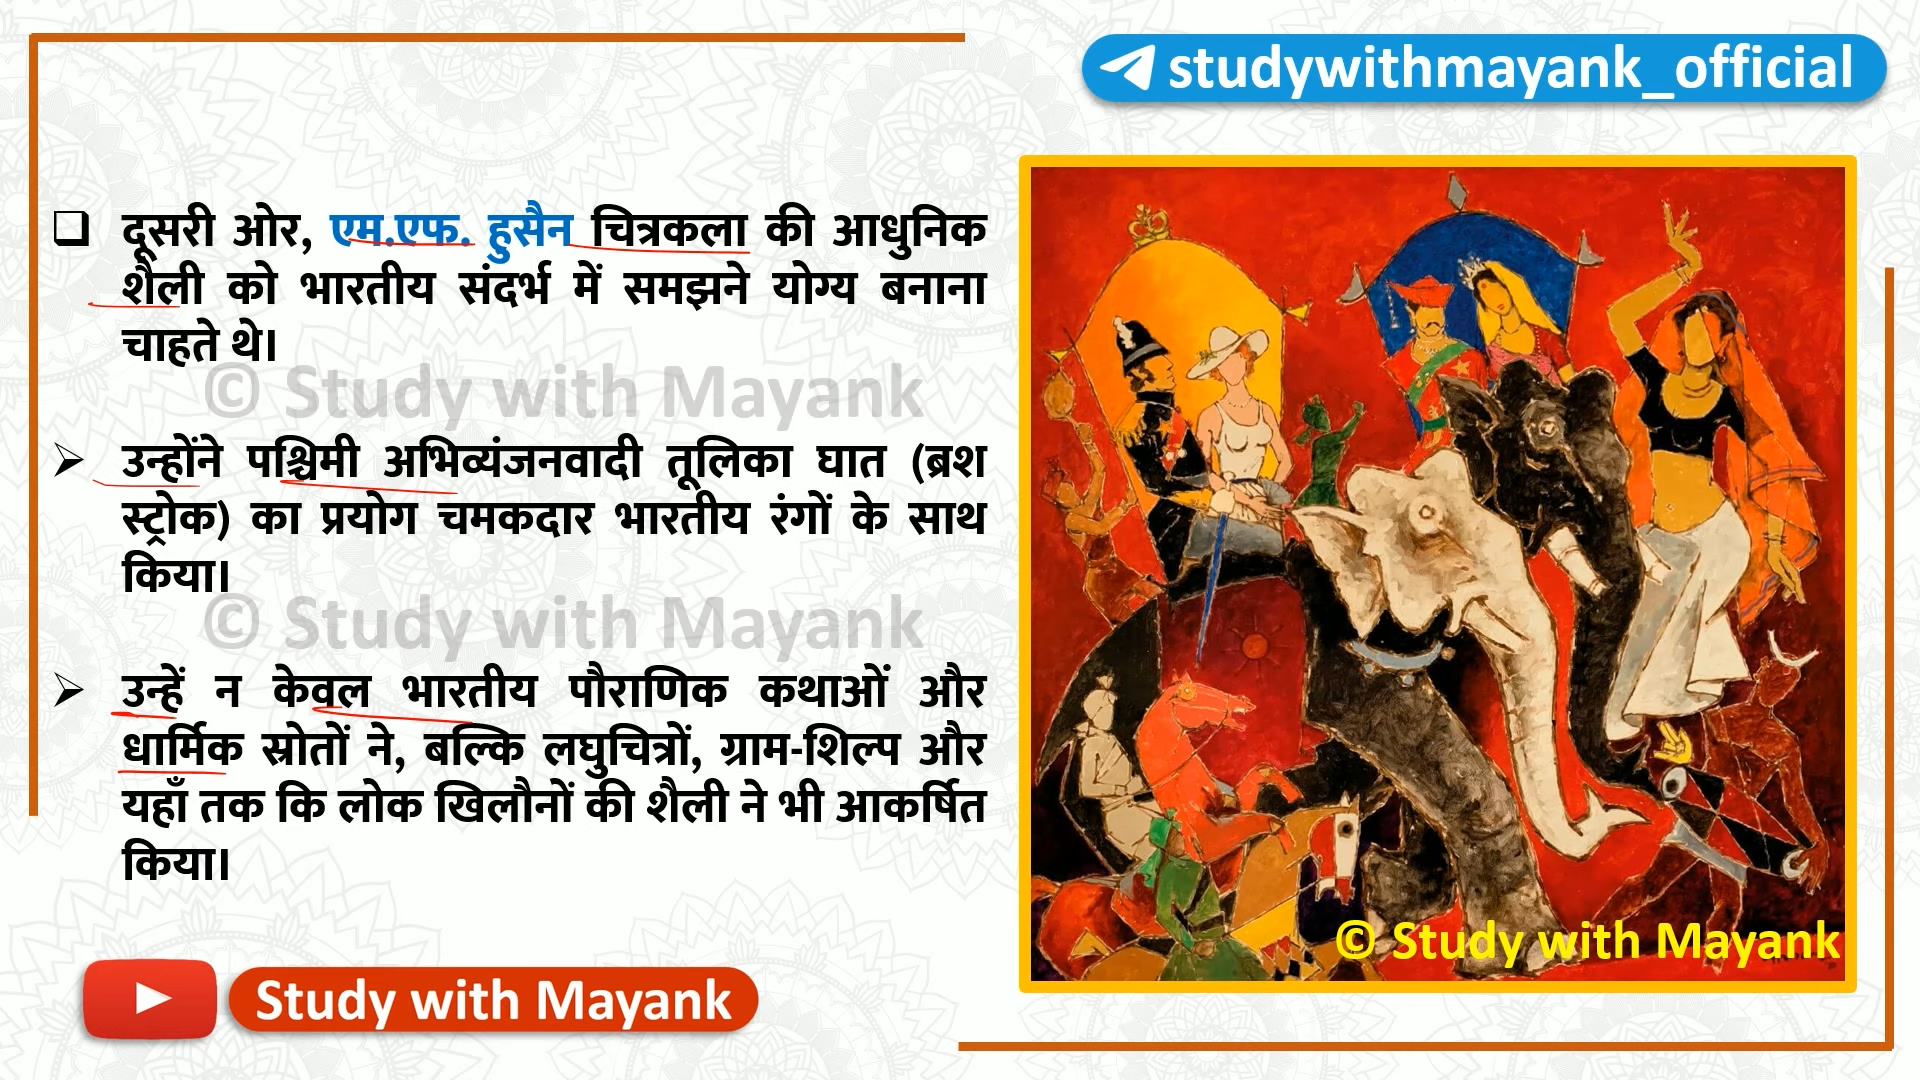 studywithmayank_official
दूसरी ओर, एम.एफ. हुसैन चित्रकला की आधुनिक
शैली को भारतीय संदर्भ में समझने योग्य बनाना
चाहते थे।
© Study with Mayank
उन्होंने पश्चिमी अभिव्यंजनवादी तूलिका घात (ब्रश
स्ट्रोक) का प्रयोग चमकदार भारतीय रंगों के साथ
किया।
© Study with Mayank
उन्हें न केवल भारतीय पौराणिक कथाओं और
धार्मिक स्रोतों ने, बल्कि लघुचित्रों, ग्राम-शिल्प और
यहाँ तक कि लोक खिलौनों की शैली ने भी आकर्षित
किया।
© Study with Mayank
Study with Mayank